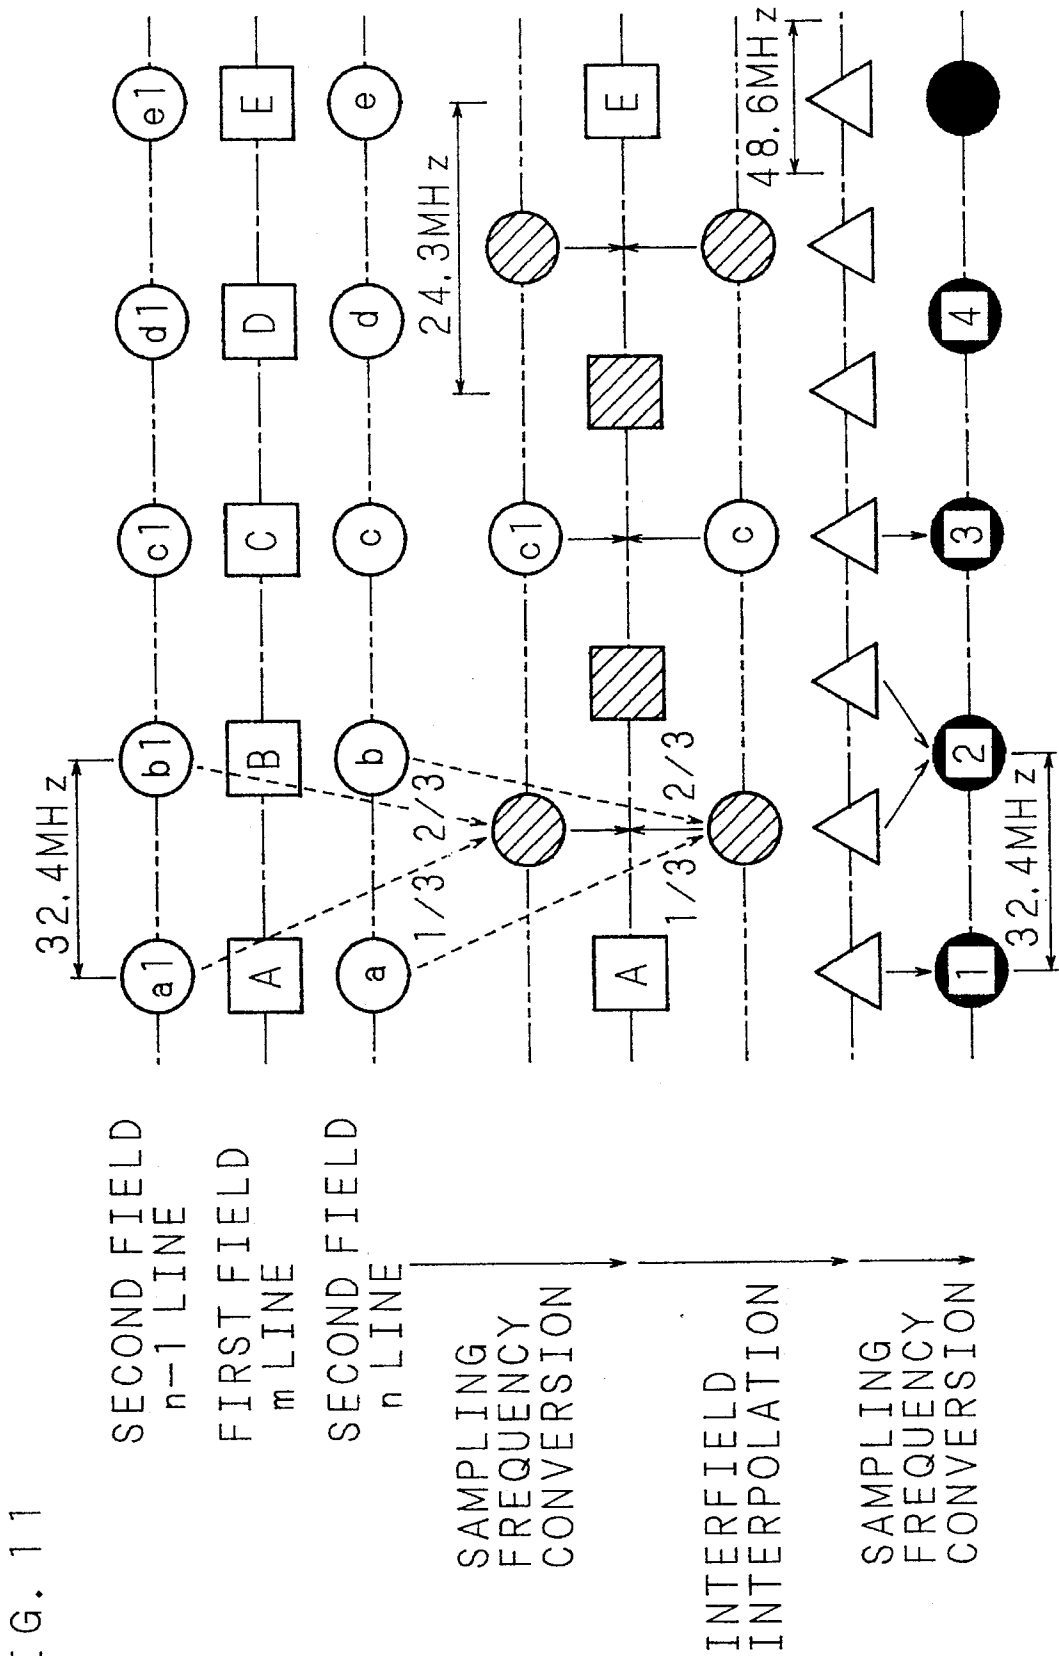 IG. 11
SECOND FIELD
n-1 LINE
FIRST FIELD
m LINE
SECOND FIELD
n LINE
SAMPLING
FREQUENCY
CONVERSION
INTERFIELD
INTERPOLATION
SAMPLING
FREQUENCY
CONVERSION
32.4MHz
a1 b1 c1 d1 e1
A B C D E
a b c d e
1/3 2/3
24.3MHz
c1
A E
1/3 2/3
c
48.6MHz
1 2 3 4
32.4MHz